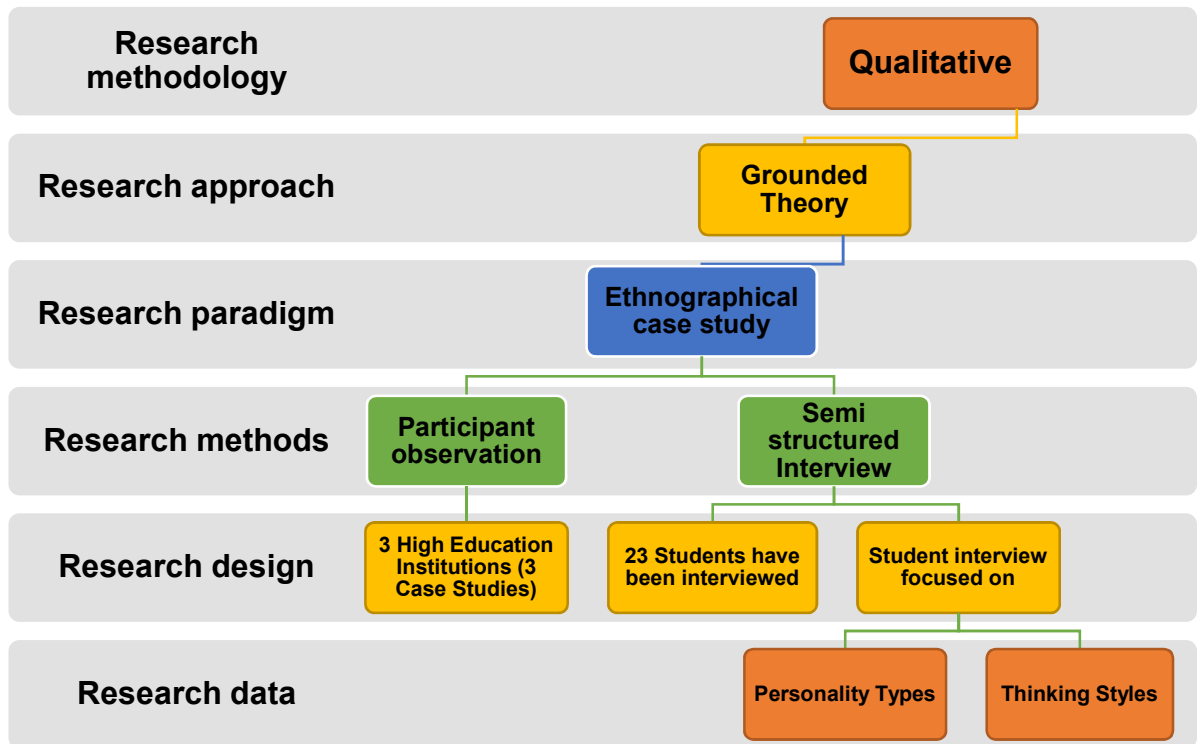 Research
methodology
Qualitative
Research approach
Grounded
Theory
Research paradigm
Ethnographical
case study
Research methods
Participant
observation
Semi
structured
Interview
Research design
3 High Education
Institutions (3
Case Studies)
23 Students have
been interviewed
Student interview
focused on
Research data
Personality Types
Thinking Styles